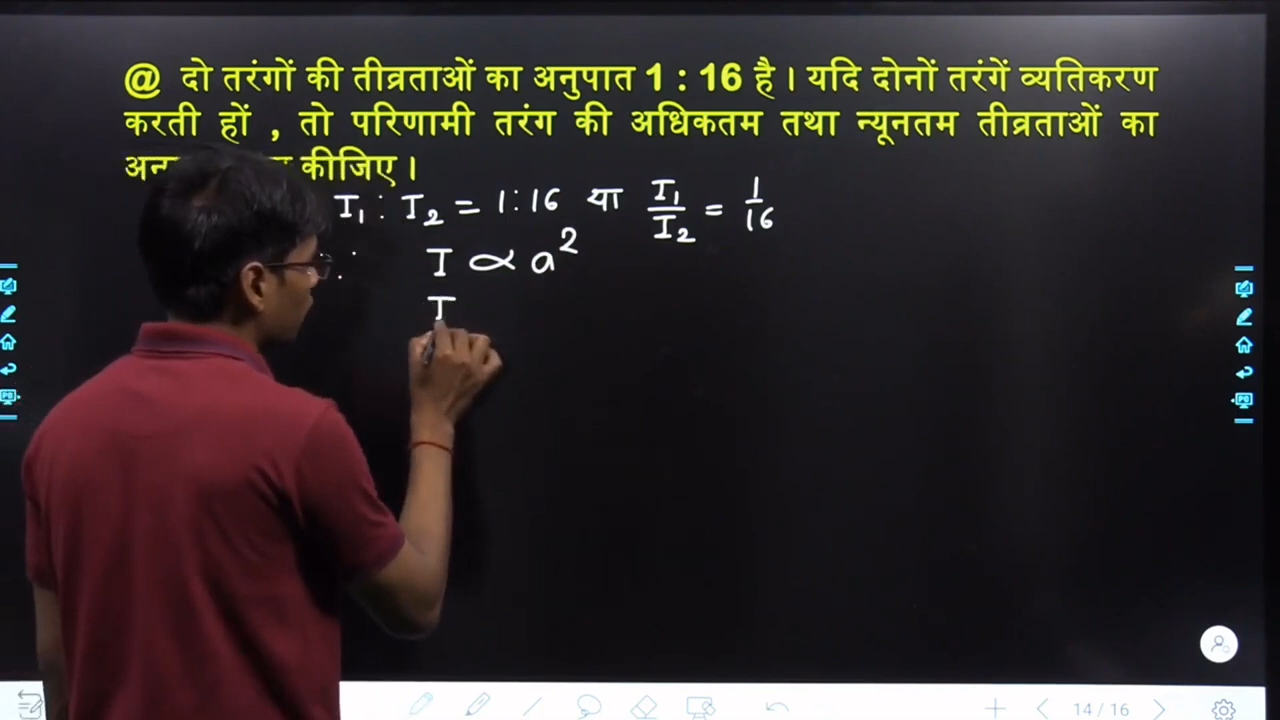 @ दो तरंगों की तीव्रताओं का अनुपात 1 : 16 है । यदि दोनों तरंगें व्यतिकरण
करती हों , तो परिणामी तरंग की अधिकतम तथा न्यूनतम तीव्रताओं का
कीजिए ।
I₁ : I₂ = 1:16 या I₁/I₂ = 1/16
∵ I ∝ a²
I
14 / 16